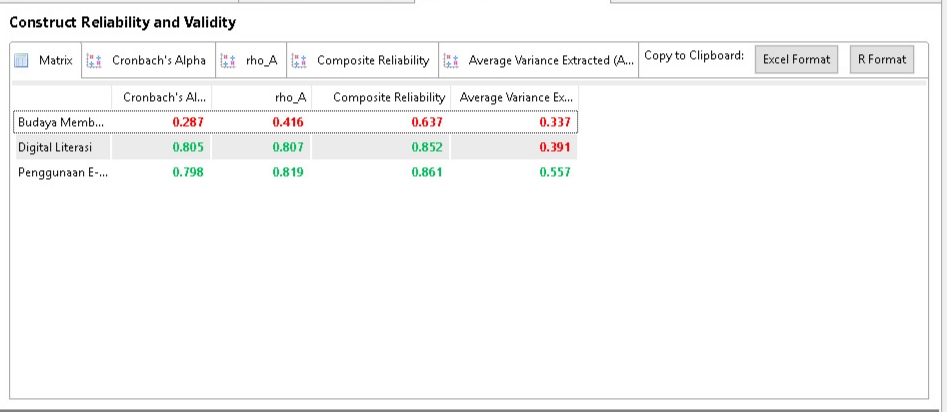 Construct Reliability and Validity
Matrix Cronbach's Alpha rho_A Composite Reliability Average Variance Extracted (A... Copy to Clipboard: Excel Format R Format
Cronbach's Al... rho_A Composite Reliability Average Variance Ex...
Budaya Memb... 0.287 0.416 0.637 0.337
Digital Literasi 0.805 0.807 0.852 0.391
Penggunaan E-... 0.798 0.819 0.861 0.557